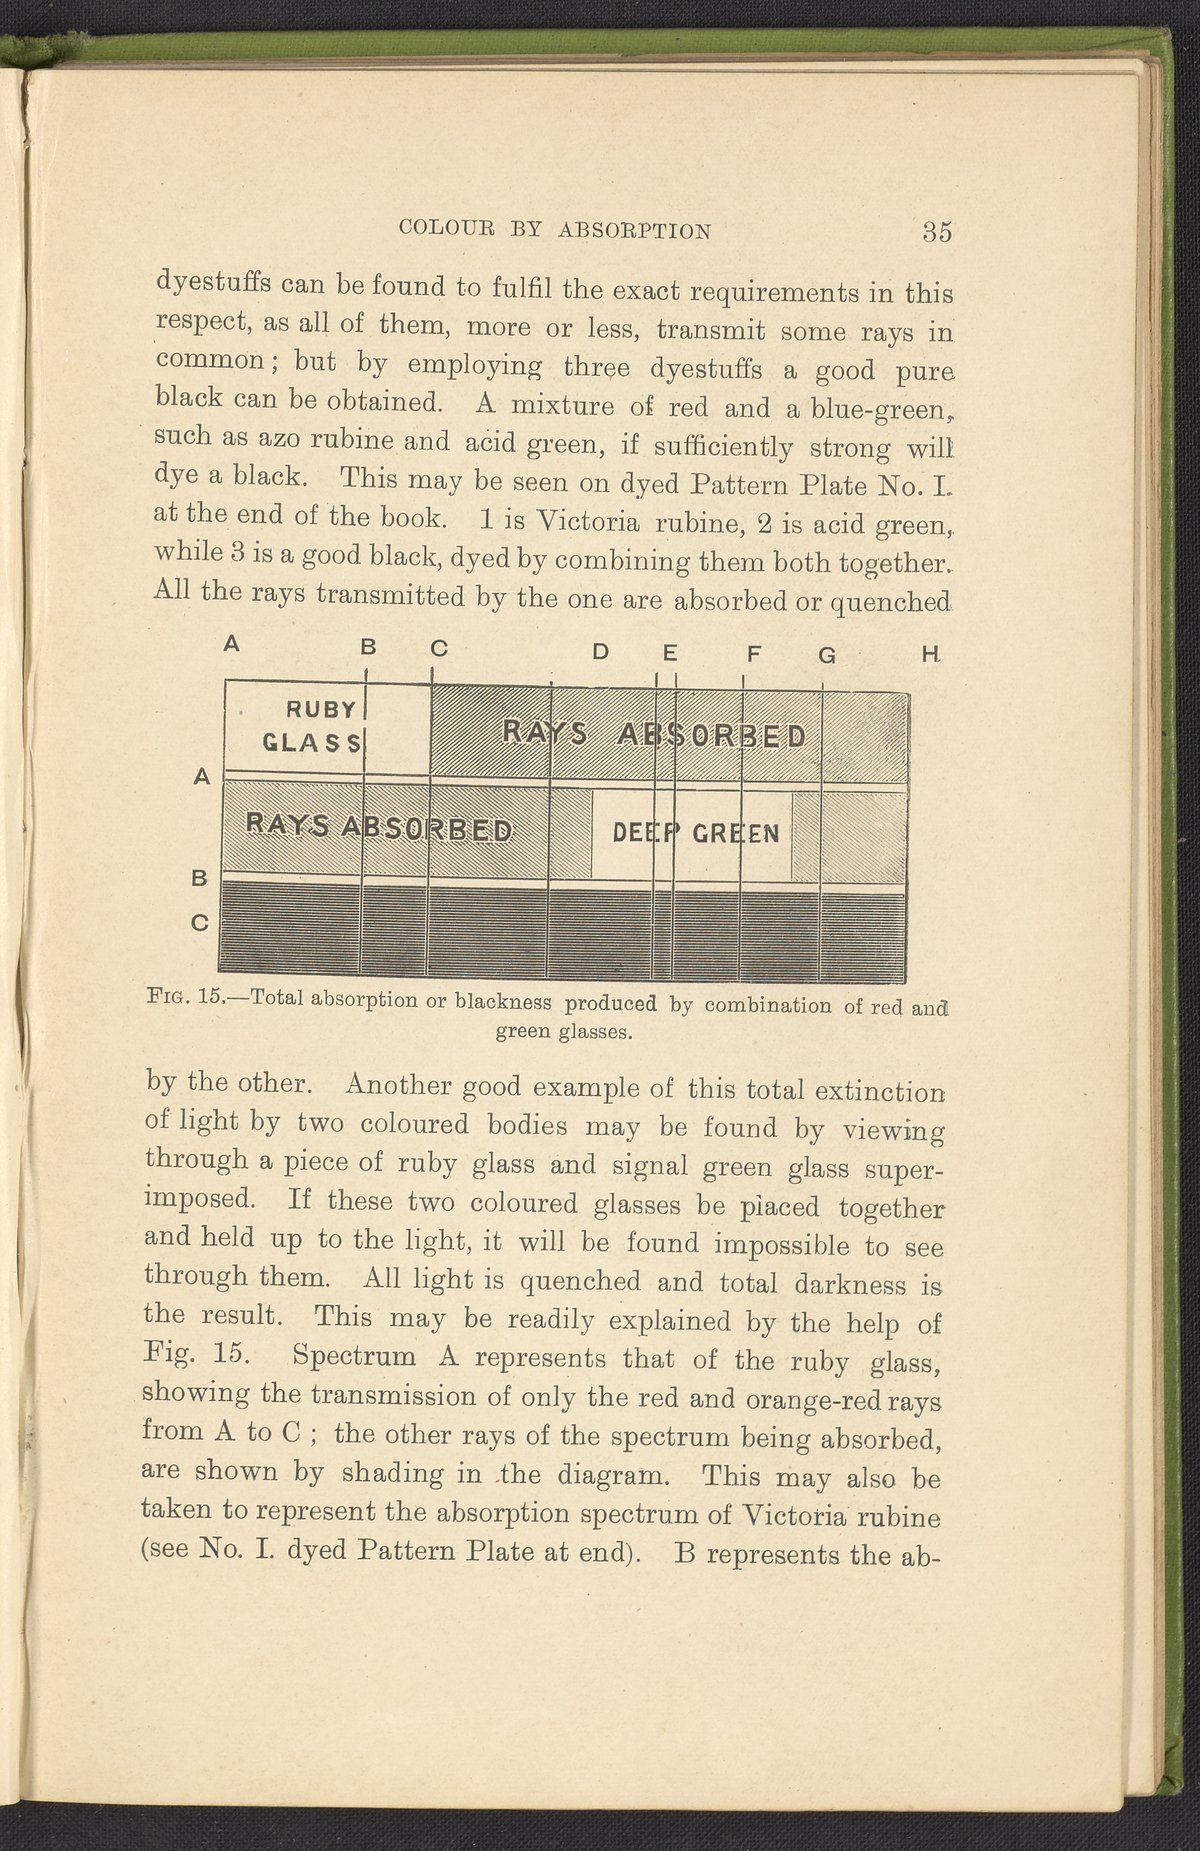 COLOUR BY ABSORPTION 35
dyestuffs can be found to fulfil the exact requirements in this
respect, as all of them, more or less, transmit some rays in
common; but by employing three dyestuffs a good pure
black can be obtained. A mixture of red and a blue-green,
such as azo rubine and acid green, if sufficiently strong will
dye a black. This may be seen on dyed Pattern Plate No. I.
at the end of the book. 1 is Victoria rubine, 2 is acid green,
while 3 is a good black, dyed by combining them both together.
All the rays transmitted by the one are absorbed or quenched
A B C D E F G H
RUBY
GLASS
RAYS ABSORBED
A
RAYS ABSORBED
DEEP GREEN
B
C
FIG. 15.—Total absorption or blackness produced by combination of red and
green glasses.
by the other. Another good example of this total extinction
of light by two coloured bodies may be found by viewing
through a piece of ruby glass and signal green glass super-
imposed. If these two coloured glasses be placed together
and held up to the light, it will be found impossible to see
through them. All light is quenched and total darkness is
the result. This may be readily explained by the help of
Fig. 15. Spectrum A represents that of the ruby glass,
showing the transmission of only the red and orange-red rays
from A to C; the other rays of the spectrum being absorbed,
are shown by shading in the diagram. This may also be
taken to represent the absorption spectrum of Victoria rubine
(see No. I. dyed Pattern Plate at end). B represents the ab-